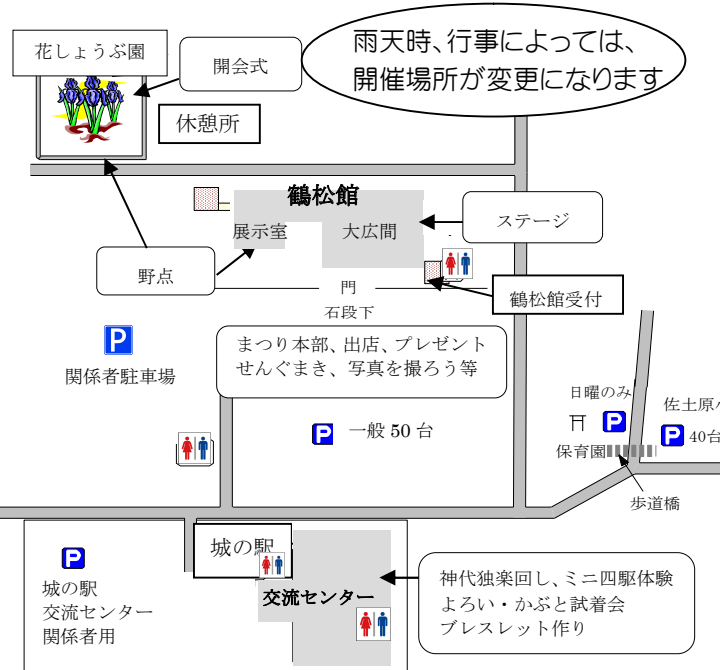 雨天時、行事によっては、
開催場所が変更になります
花しょうぶ園
開会式
休憩所
鶴松館
展示室
大広間
ステージ
野点
門
鶴松館受付
石段下
まつり本部、出店、プレゼント
せんぐまき、写真を撮ろう等
P
関係者駐車場
P 一般 50 台
日曜のみ
P
保育園
佐土原
P 40台
歩道橋
城の駅
交流センター
P
城の駅
交流センター
関係者用
神代独楽回し、ミニ四駆体験
よろい・かぶと試着会
ブレスレット作り